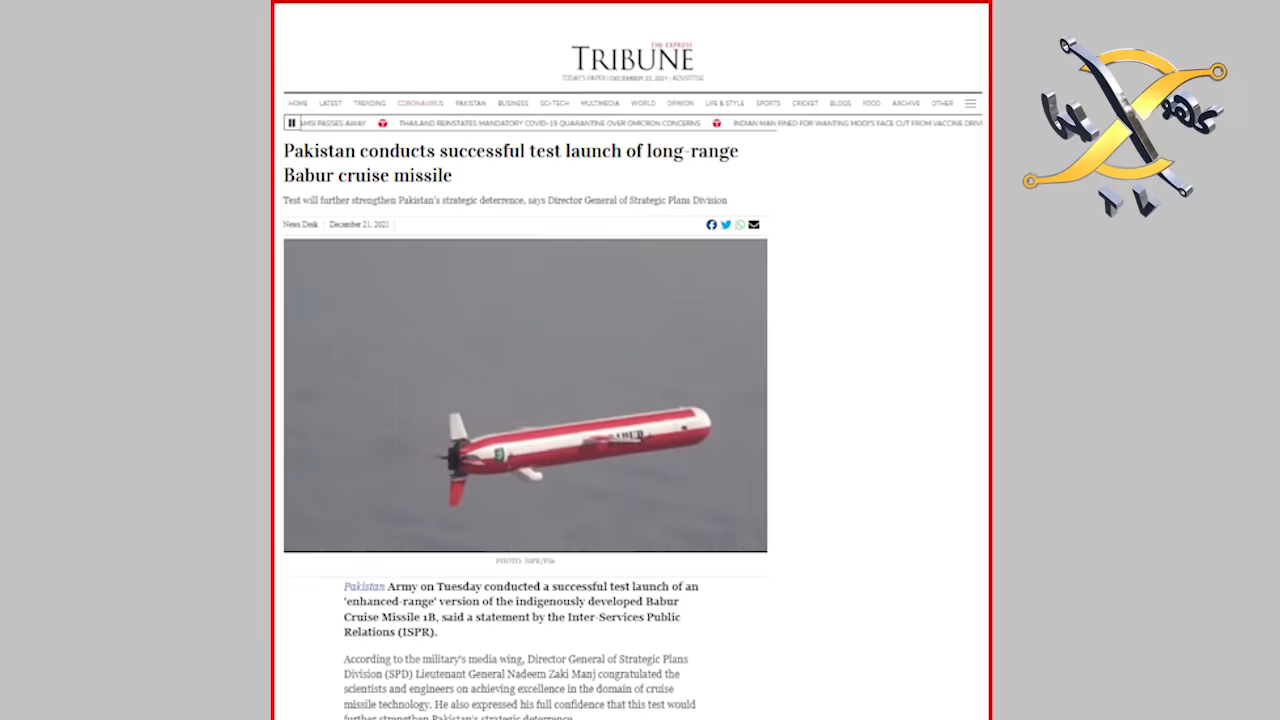 THE EXPRESS
TRIBUNE
TODAY'S PAPER | DECEMBER 22, 2021 | ADVERTISE
HOME LATEST TRENDING CORONAVIRUS PAKISTAN BUSINESS SCI-TECH MULTIMEDIA WORLD OPINION LIFE & STYLE SPORTS CRICKET BLOGS FOOD ARCHIVE OTHER
PASSES AWAY THAILAND REINSTATES MANDATORY COVID-19 QUARANTINE OVER OMICRON CONCERNS INDIAN MAN FINED FOR WANTING MODI'S FACE CUT FROM VACCINE
Pakistan conducts successful test launch of long-range
Babur cruise missile
Test will further strengthen Pakistan's strategic deterrence, says Director General of Strategic Plans Division
News Desk December 21, 2021
BABUR
PHOTO: ISPR/File
Pakistan Army on Tuesday conducted a successful test launch of an
'enhanced-range' version of the indigenously developed Babur
Cruise Missile 1B, said a statement by the Inter-Services Public
Relations (ISPR).
According to the military's media wing, Director General of Strategic Plans
Division (SPD) Lieutenant General Nadeem Zaki Manj congratulated the
scientists and engineers on achieving excellence in the domain of cruise
missile technology. He also expressed his full confidence that this test would
further strengthen Pakistan's strategic deterrence.
TV